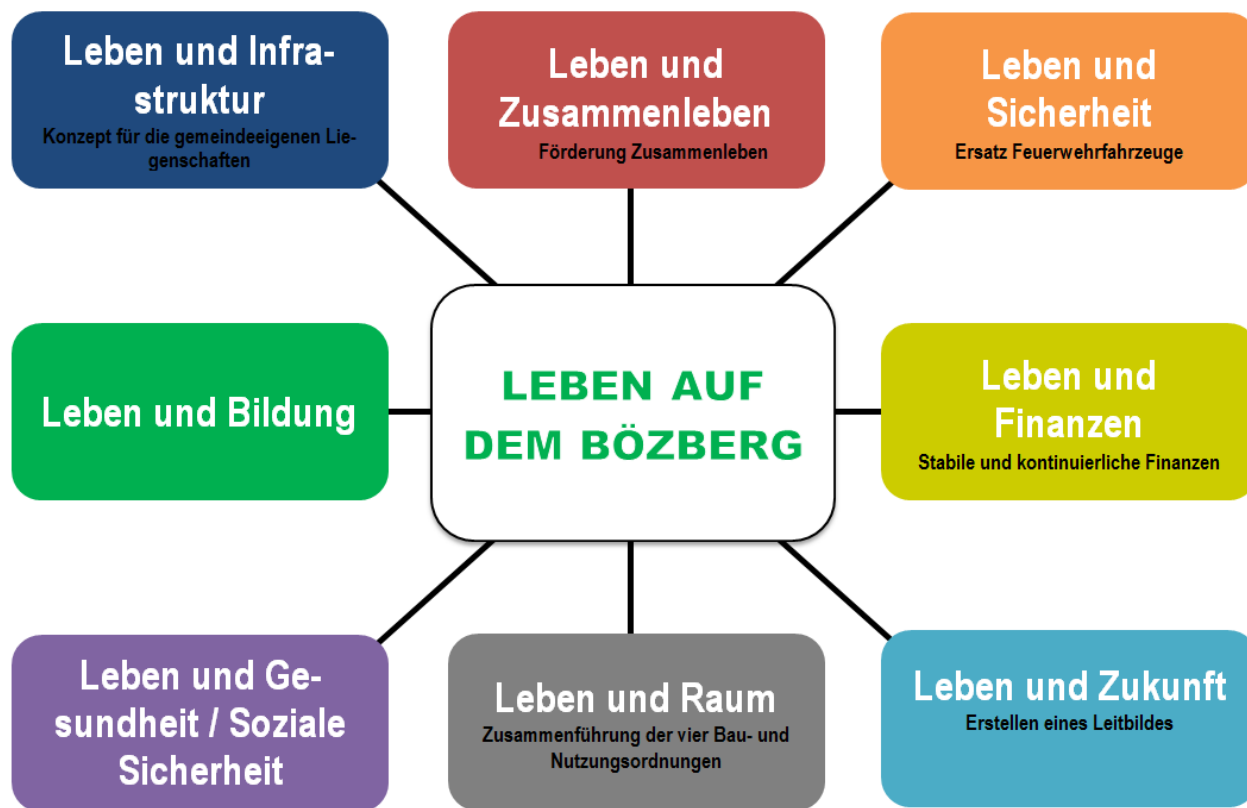 Leben und Infra-
struktur
Konzept für die gemeindeeigenen Lie-
genschaften
Leben und
Zusammenleben
Förderung Zusammenleben
Leben und
Sicherheit
Ersatz Feuerwehrfahrzeuge
Leben und Bildung
LEBEN AUF
DEM BÖZBERG
Leben und
Finanzen
Stabile und kontinuierliche Finanzen
Leben und Ge-
sundheit / Soziale
Sicherheit
Leben und Raum
Zusammenführung der vier Bau- und
Nutzungsordnungen
Leben und Zukunft
Erstellen eines Leitbildes